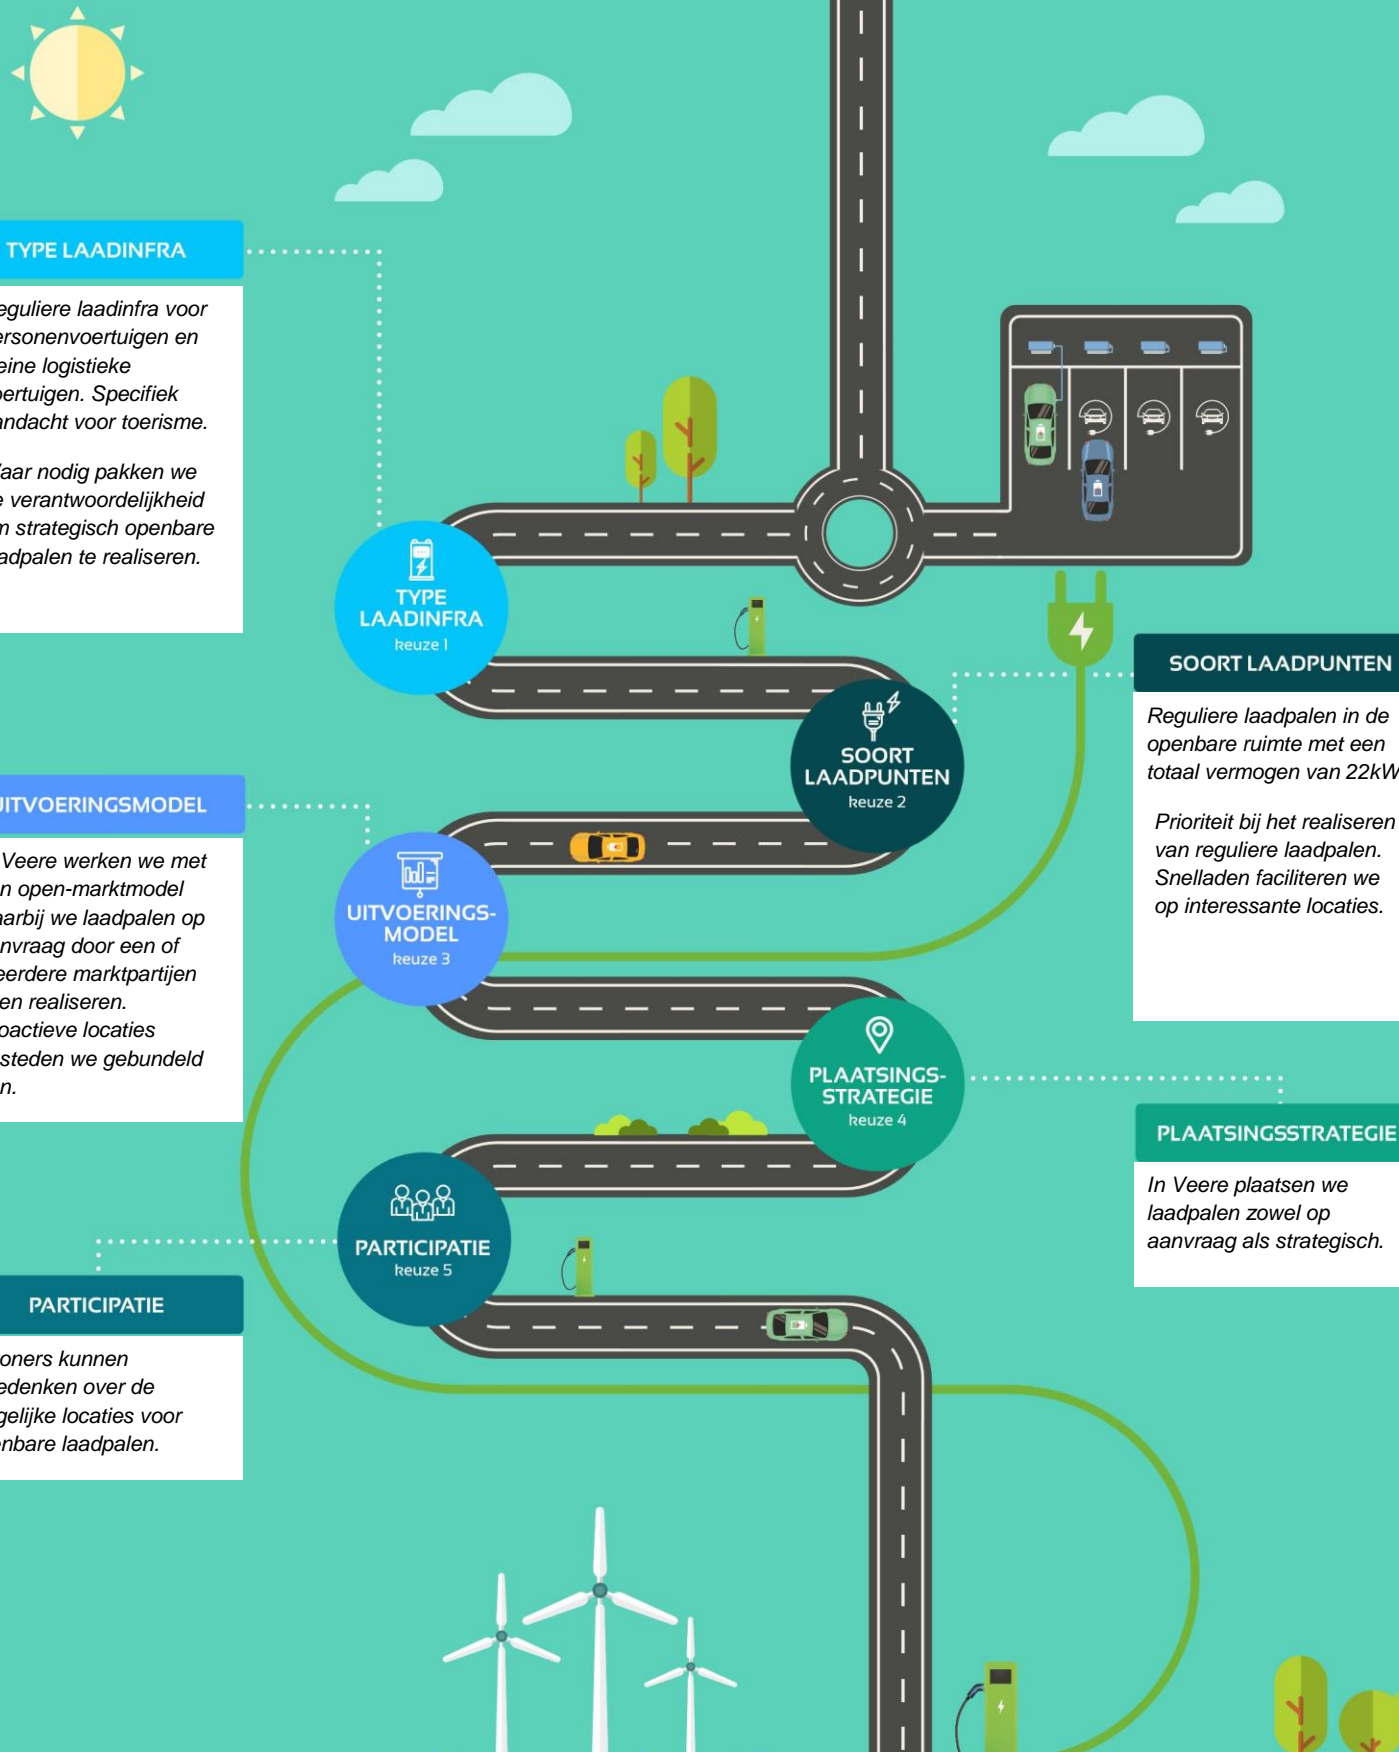 TYPE LAADINFRA
eguliere laadinfra voor
ersonenvoertuigen en
eine logistieke
oertuigen. Specifiek
andacht voor toerisme.
aar nodig pakken we
e verantwoordelijkheid
m strategisch openbare
adpalen te realiseren.
TYPE
LAADINFRA
keuze 1
SOORT LAADPUNTEN
Reguliere laadpalen in de
openbare ruimte met een
totaal vermogen van 22kW
Prioriteit bij het realiseren
van reguliere laadpalen.
Snelladen faciliteren we
op interessante locaties.
SOORT
LAADPUNTEN
keuze 2
UITVOERINGSMODEL
Veere werken we met
n open-marktmodel
aarbij we laadpalen op
nvraag door een of
eerdere marktpartijen
en realiseren.
oactieve locaties
steden we gebundeld
n.
UITVOERINGS-
MODEL
keuze 3
PLAATSINGS-
STRATEGIE
keuze 4
PLAATSINGSSTRATEGIE
In Veere plaatsen we
laadpalen zowel op
aanvraag als strategisch.
PARTICIPATIE
keuze 5
PARTICIPATIE
oners kunnen
edenken over de
gelijke locaties voor
enbare laadpalen.